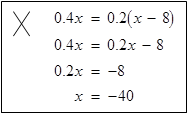 0.4x = 0.2(x − 8)
0.4x = 0.2x − 8
0.2x = −8
x = −40